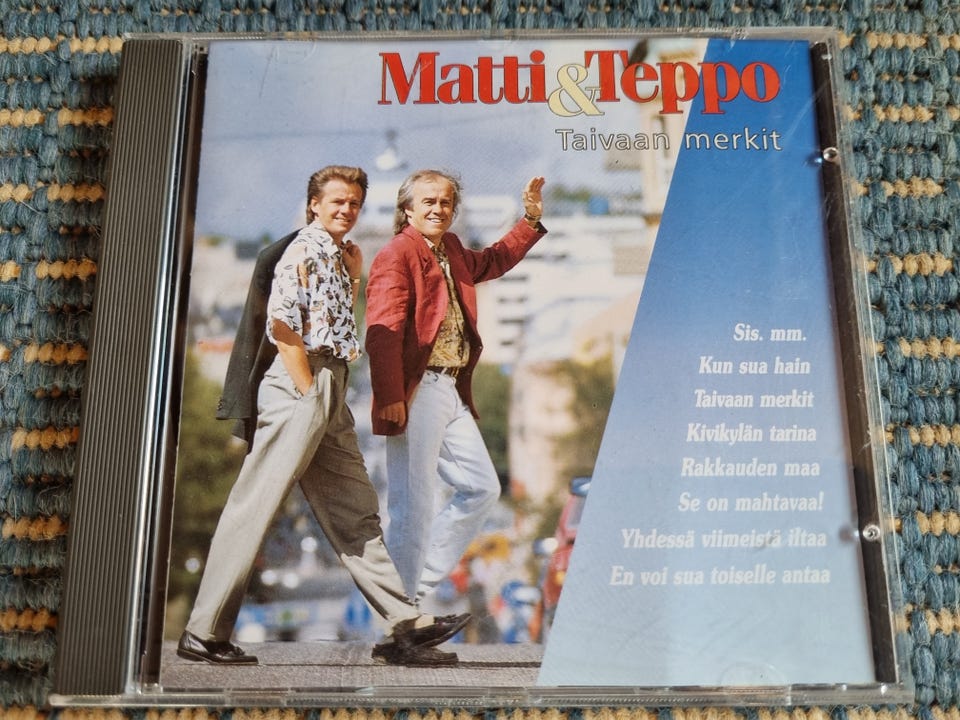 Matti & Teppo
Taivaan merkit
Sis. mm.
Kun sua hain
Taivaan merkit
Kivikylän tarina
Rakkauden maa
Se on mahtavaa!
Yhdessä viimeistä iltaa
En voi sua toiselle antaa